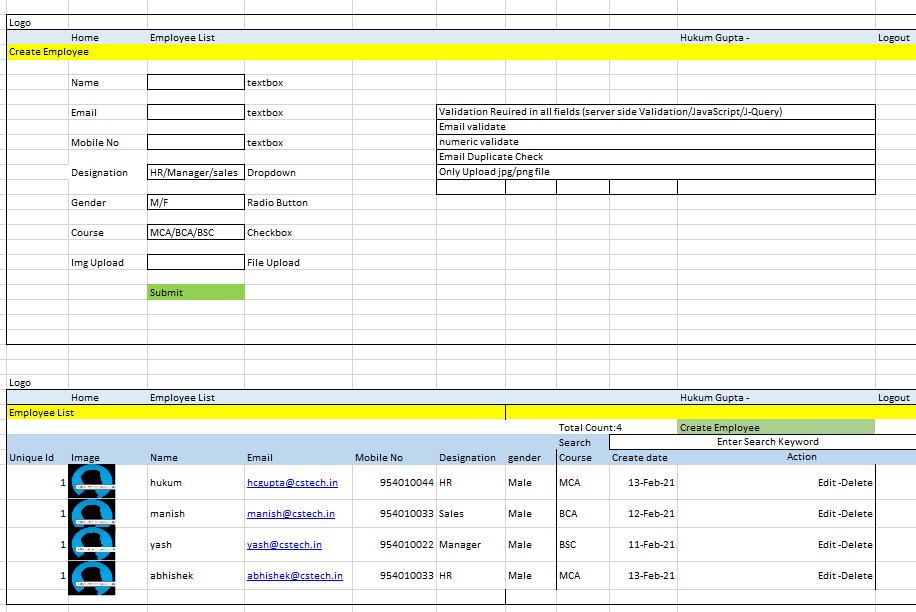 Logo
Home Employee List Hukum Gupta - Logout
Create Employee
Name textbox
Email textbox
Validation Reuired in all fields (server side Validation/JavaScript/J-Query)
Email validate
Mobile No textbox
numeric validate
Email Duplicate Check
Designation HR/Manager/sales Dropdown
Only Upload jpg/png file
Gender M/F Radio Button
Course MCA/BCA/BSC Checkbox
Img Upload File Upload
Submit
Logo
Home Employee List Hukum Gupta - Logout
Employee List
Total Count:4 Create Employee
Search Enter Search Keyword
Unique Id Image Name Email Mobile No Designation gender Course Create date Action
1 hukum hcgupta@cstech.in 954010044 HR Male MCA 13-Feb-21 Edit -Delete
1 manish manish@cstech.in 954010033 Sales Male BCA 12-Feb-21 Edit -Delete
1 yash yash@cstech.in 954010022 Manager Male BSC 11-Feb-21 Edit -Delete
1 abhishek abhishek@cstech.in 954010033 HR Male MCA 13-Feb-21 Edit -Delete